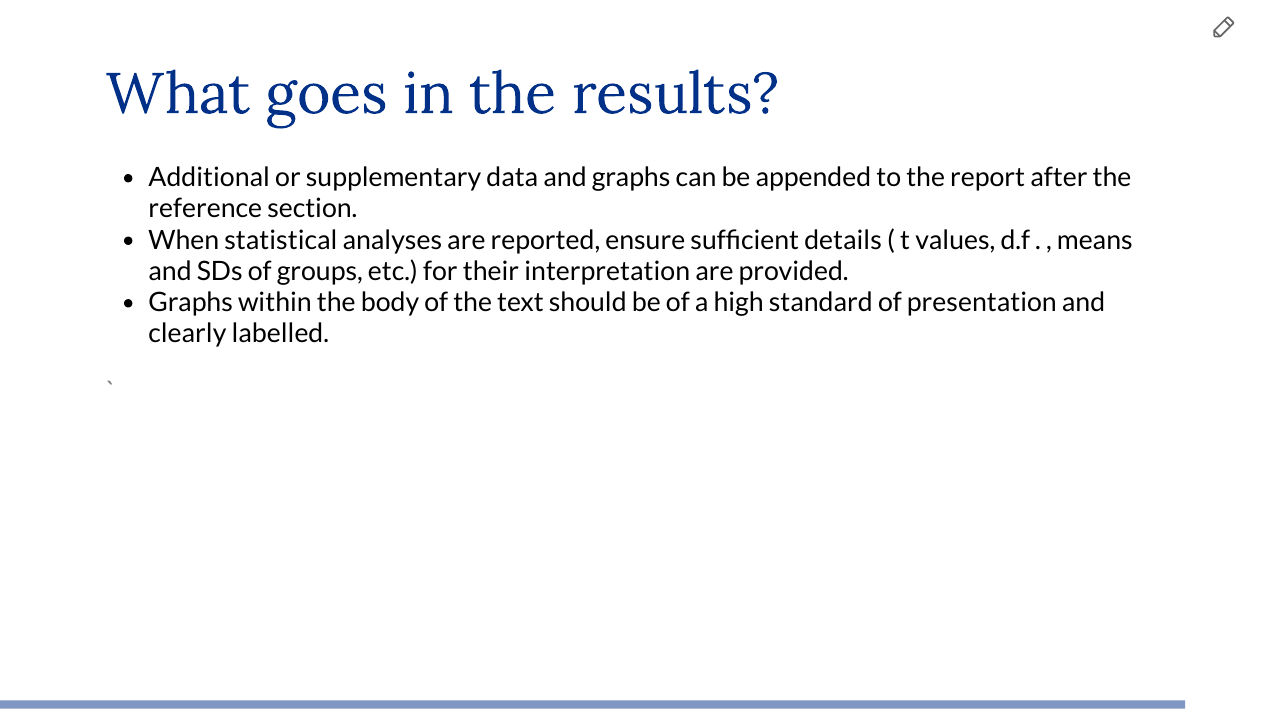 What goes in the results?
• Additional or supplementary data and graphs can be appended to the report after the
reference section.
• When statistical analyses are reported, ensure sufficient details ( t values, d.f . , means
and SDs of groups, etc.) for their interpretation are provided.
• Graphs within the body of the text should be of a high standard of presentation and
clearly labelled.
`